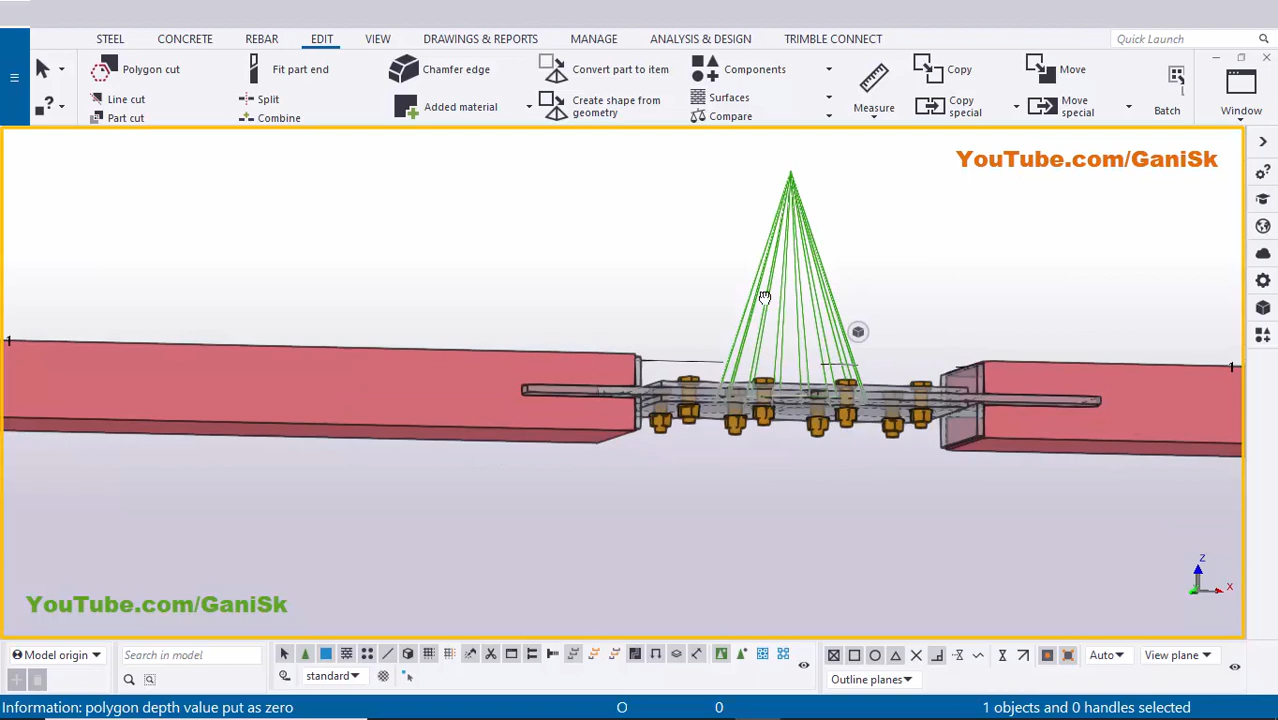 STEEL CONCRETE REBAR EDIT VIEW DRAWINGS & REPORTS MANAGE ANALYSIS & DESIGN TRIMBLE CONNECT Quick Launch
Polygon cut Fit part end Chamfer edge Convert part to item Components Copy Move
Line cut Split Added material Create shape from geometry Surfaces Measure Copy special Move special Batch Window
Part cut Combine Compare
YouTube.com/GaniSk
1
1
Z
X
YouTube.com/GaniSk
Model origin Search in model Auto View plane
standard Outline planes
Information: polygon depth value put as zero O 0 1 objects and 0 handles selected